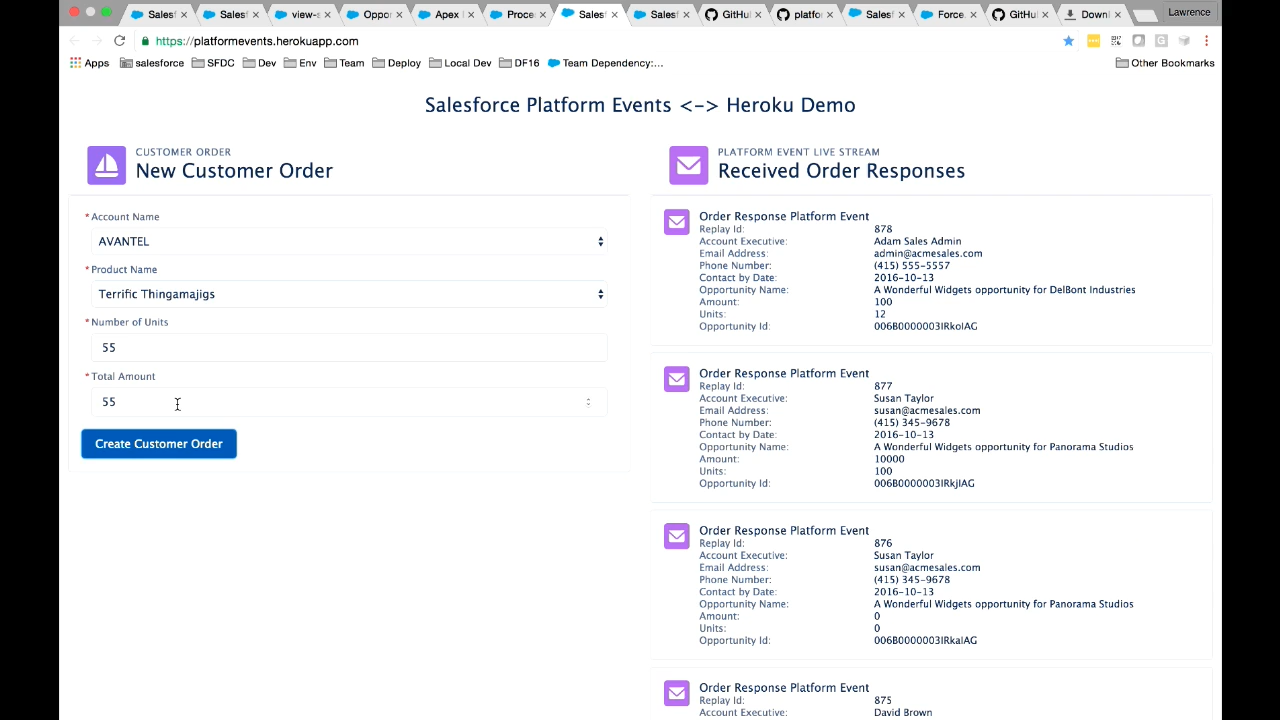 Salesf
Salesf
view-s
Oppor
Apex
Proce
Salesf
Salesf
GitHu
platfo
Salesf
Force.
GitHu
Downl
Lawrence
https://platformevents.herokuapp.com
Apps salesforce SFDC Dev Env Team Deploy Local Dev DF16 Team Dependency:... Other Bookmarks
Salesforce Platform Events <-> Heroku Demo
CUSTOMER ORDER
New Customer Order
*Account Name
AVANTEL
*Product Name
Terrific Thingamajigs
*Number of Units
55
*Total Amount
55
Create Customer Order
PLATFORM EVENT LIVE STREAM
Received Order Responses
Order Response Platform Event
Replay Id: 878
Account Executive: Adam Sales Admin
Email Address: admin@acmesales.com
Phone Number: (415) 555-5557
Contact by Date: 2016-10-13
Opportunity Name: A Wonderful Widgets opportunity for DelBont Industries
Amount: 100
Units: 12
Opportunity Id: 006B0000003IRkoIAG
Order Response Platform Event
Replay Id: 877
Account Executive: Susan Taylor
Email Address: susan@acmesales.com
Phone Number: (415) 345-9678
Contact by Date: 2016-10-13
Opportunity Name: A Wonderful Widgets opportunity for Panorama Studios
Amount: 10000
Units: 100
Opportunity Id: 006B0000003IRkjIAG
Order Response Platform Event
Replay Id: 876
Account Executive: Susan Taylor
Email Address: susan@acmesales.com
Phone Number: (415) 345-9678
Contact by Date: 2016-10-13
Opportunity Name: A Wonderful Widgets opportunity for Panorama Studios
Amount: 0
Units: 0
Opportunity Id: 006B0000003IRkaIAG
Order Response Platform Event
Replay Id: 875
Account Executive: David Brown